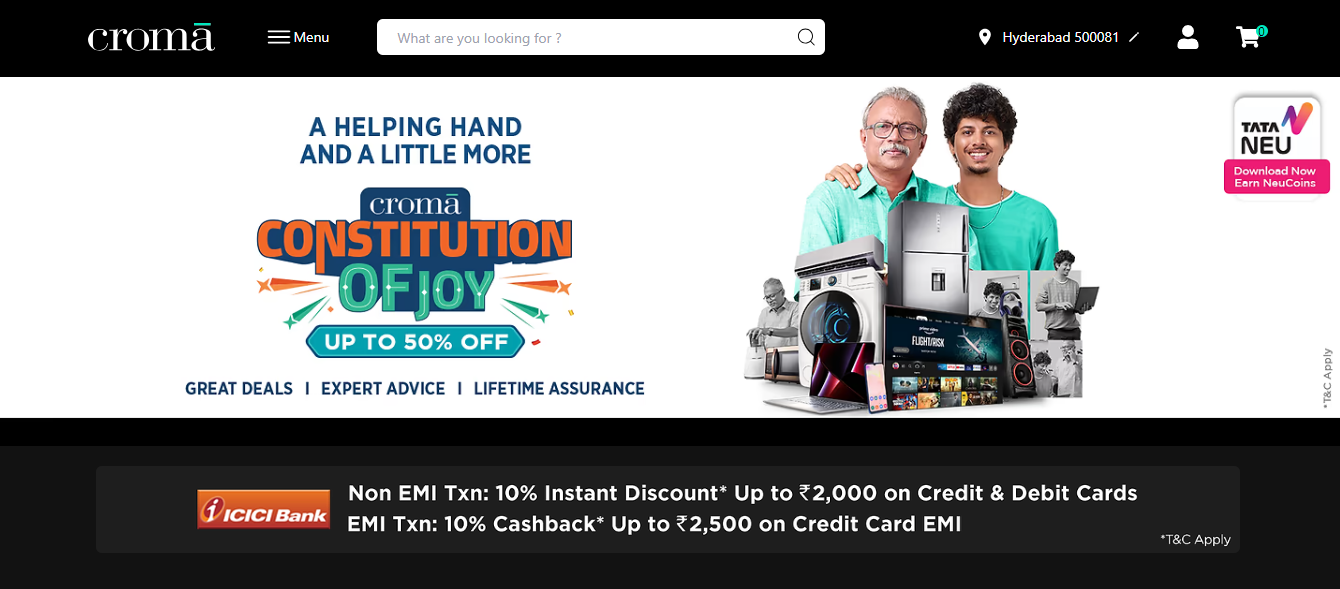 cromā
Menu
What are you looking for ?
Hyderabad 500081
0
A HELPING HAND
AND A LITTLE MORE
cromā
CONSTITUTION
OF JOY
UP TO 50% OFF
GREAT DEALS I EXPERT ADVICE I LIFETIME ASSURANCE
prime video
FLIGHT/RISK
TATA
NEU
Download Now
Earn NeuCoins
*T&C Apply
ICICI Bank
Non EMI Txn: 10% Instant Discount* Up to ₹2,000 on Credit & Debit Cards
EMI Txn: 10% Cashback* Up to ₹2,500 on Credit Card EMI
*T&C Apply